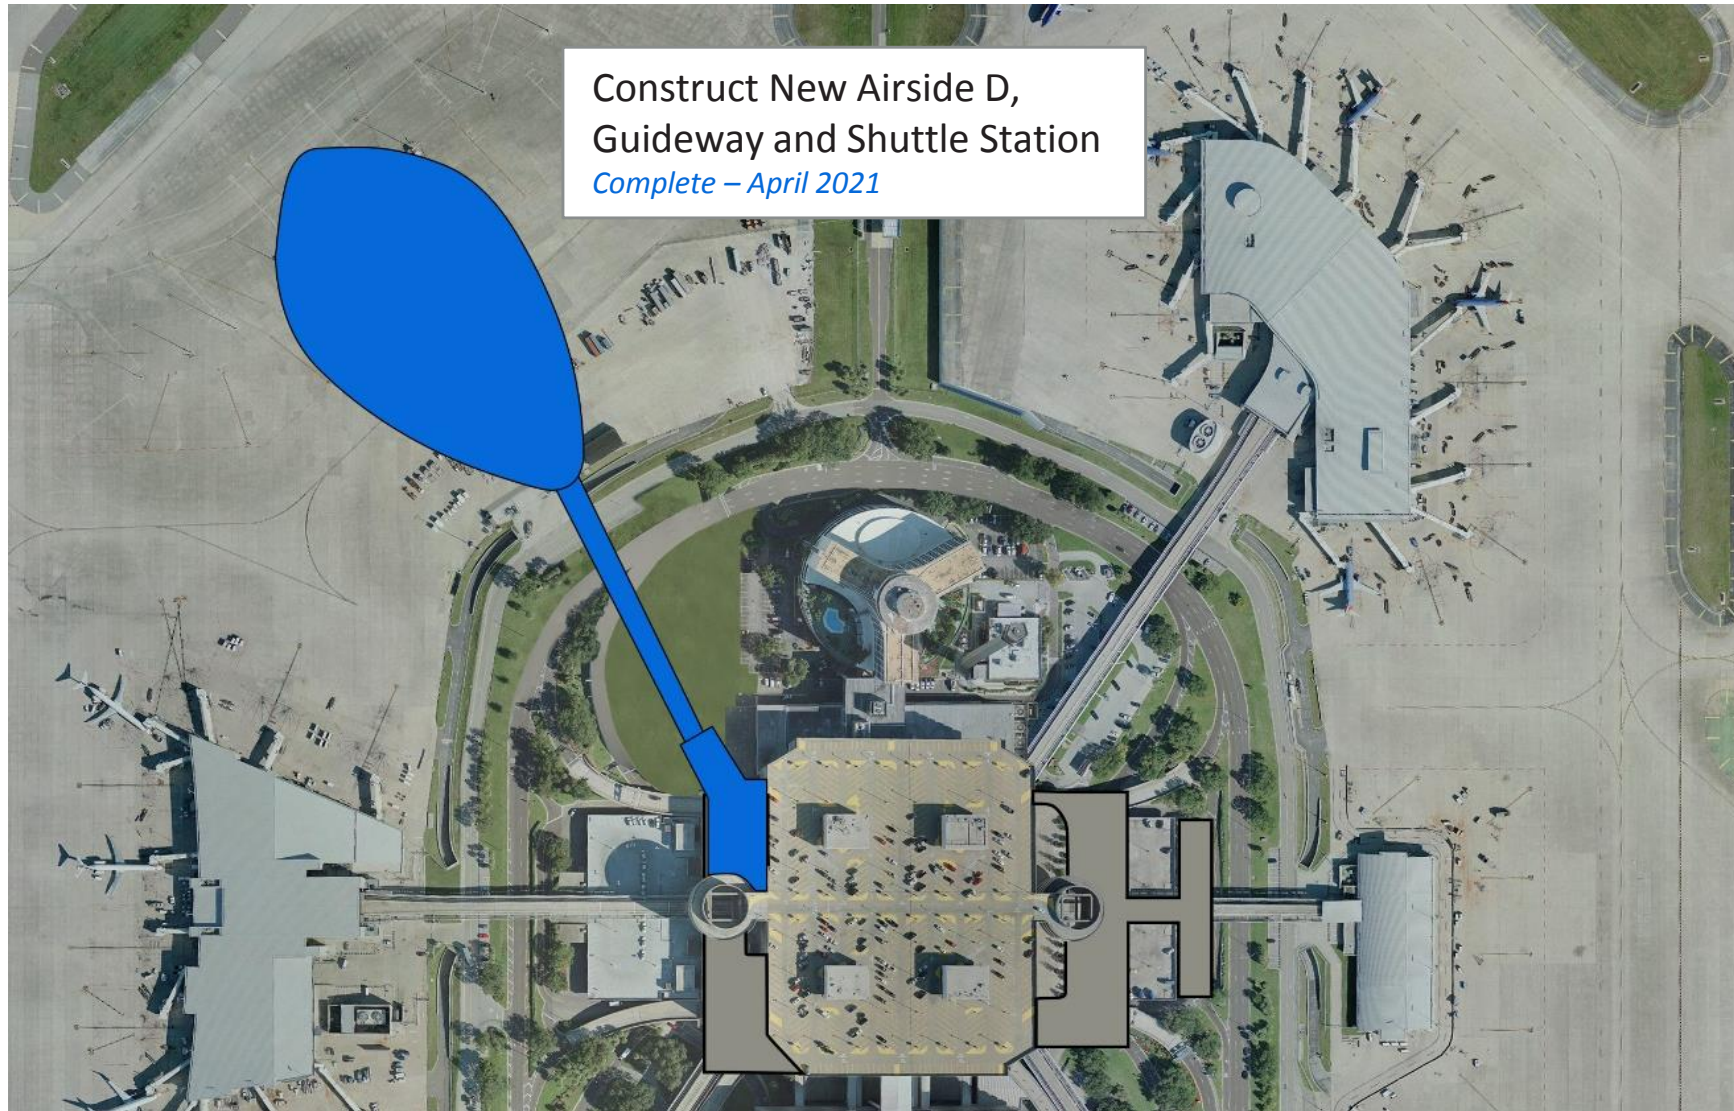 Construct New Airside D,
Guideway and Shuttle Station
Complete – April 2021